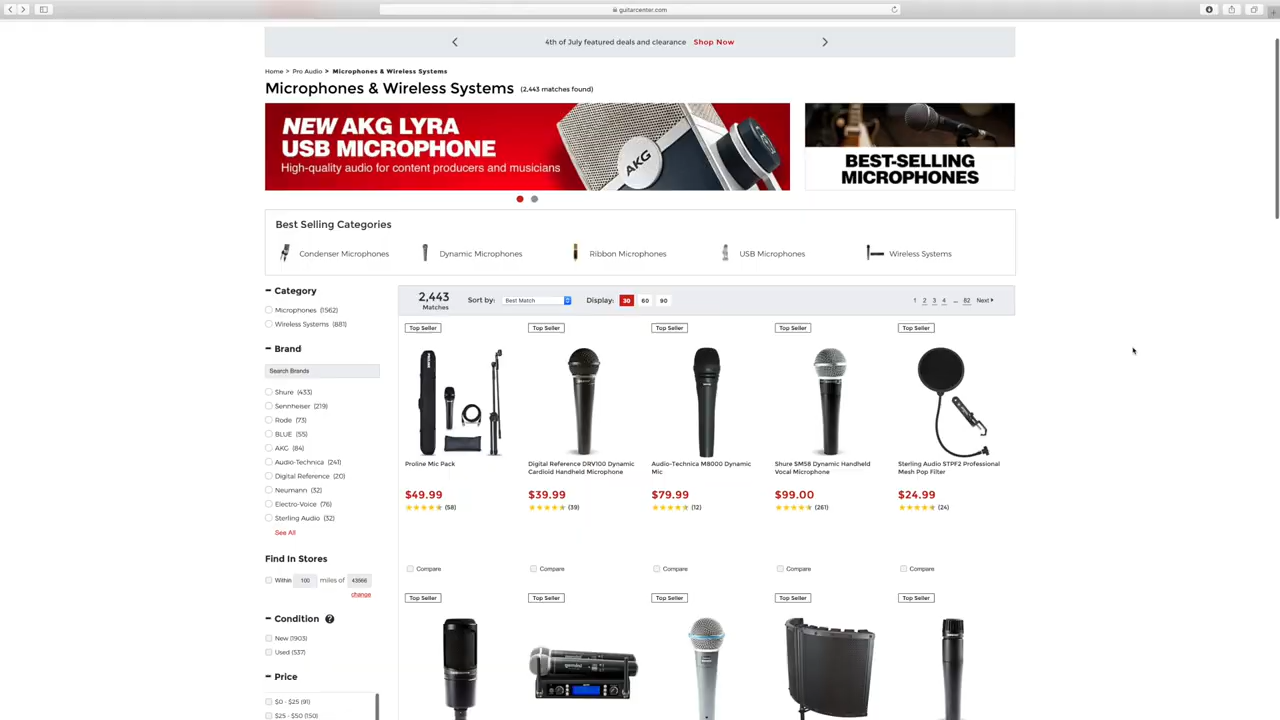 guitarcenter.com
4th of July featured deals and clearance Shop Now
Home > Pro Audio > Microphones & Wireless Systems
Microphones & Wireless Systems (2,443 matches found)
NEW AKG LYRA
USB MICROPHONE
High-quality audio for content producers and musicians
AKG
BEST-SELLING
MICROPHONES
Best Selling Categories
Condenser Microphones
Dynamic Microphones
Ribbon Microphones
USB Microphones
Wireless Systems
Category
Microphones (1562)
Wireless Systems (881)
Brand
Search Brands
Shure (433)
Sennheiser (219)
Rode (73)
BLUE (55)
AKG (84)
Audio-Technica (241)
Digital Reference (20)
Neumann (32)
Electro-Voice (76)
Sterling Audio (32)
See All
Find In Stores
Within 100 miles of 43966
change
Condition ?
New (1903)
Used (537)
Price
$0 - $25 (91)
$25 - $50 (150)
2,443
Matches
Sort by: Best Match Display: 30 60 90
1 2 3 4 ... 82 Next
Top Seller
Top Seller
Top Seller
Top Seller
Top Seller
Proline Mic Pack
$49.99
(58)
Compare
Digital Reference DRV100 Dynamic
Cardioid Handheld Microphone
$39.99
(39)
Compare
Audio-Technica M8000 Dynamic
Mic
$79.99
(12)
Compare
Shure SM58 Dynamic Handheld
Vocal Microphone
$99.00
(261)
Compare
Sterling Audio STPF2 Professional
Mesh Pop Filter
$24.99
(24)
Compare
Top Seller
Top Seller
Top Seller
Top Seller
Top Seller